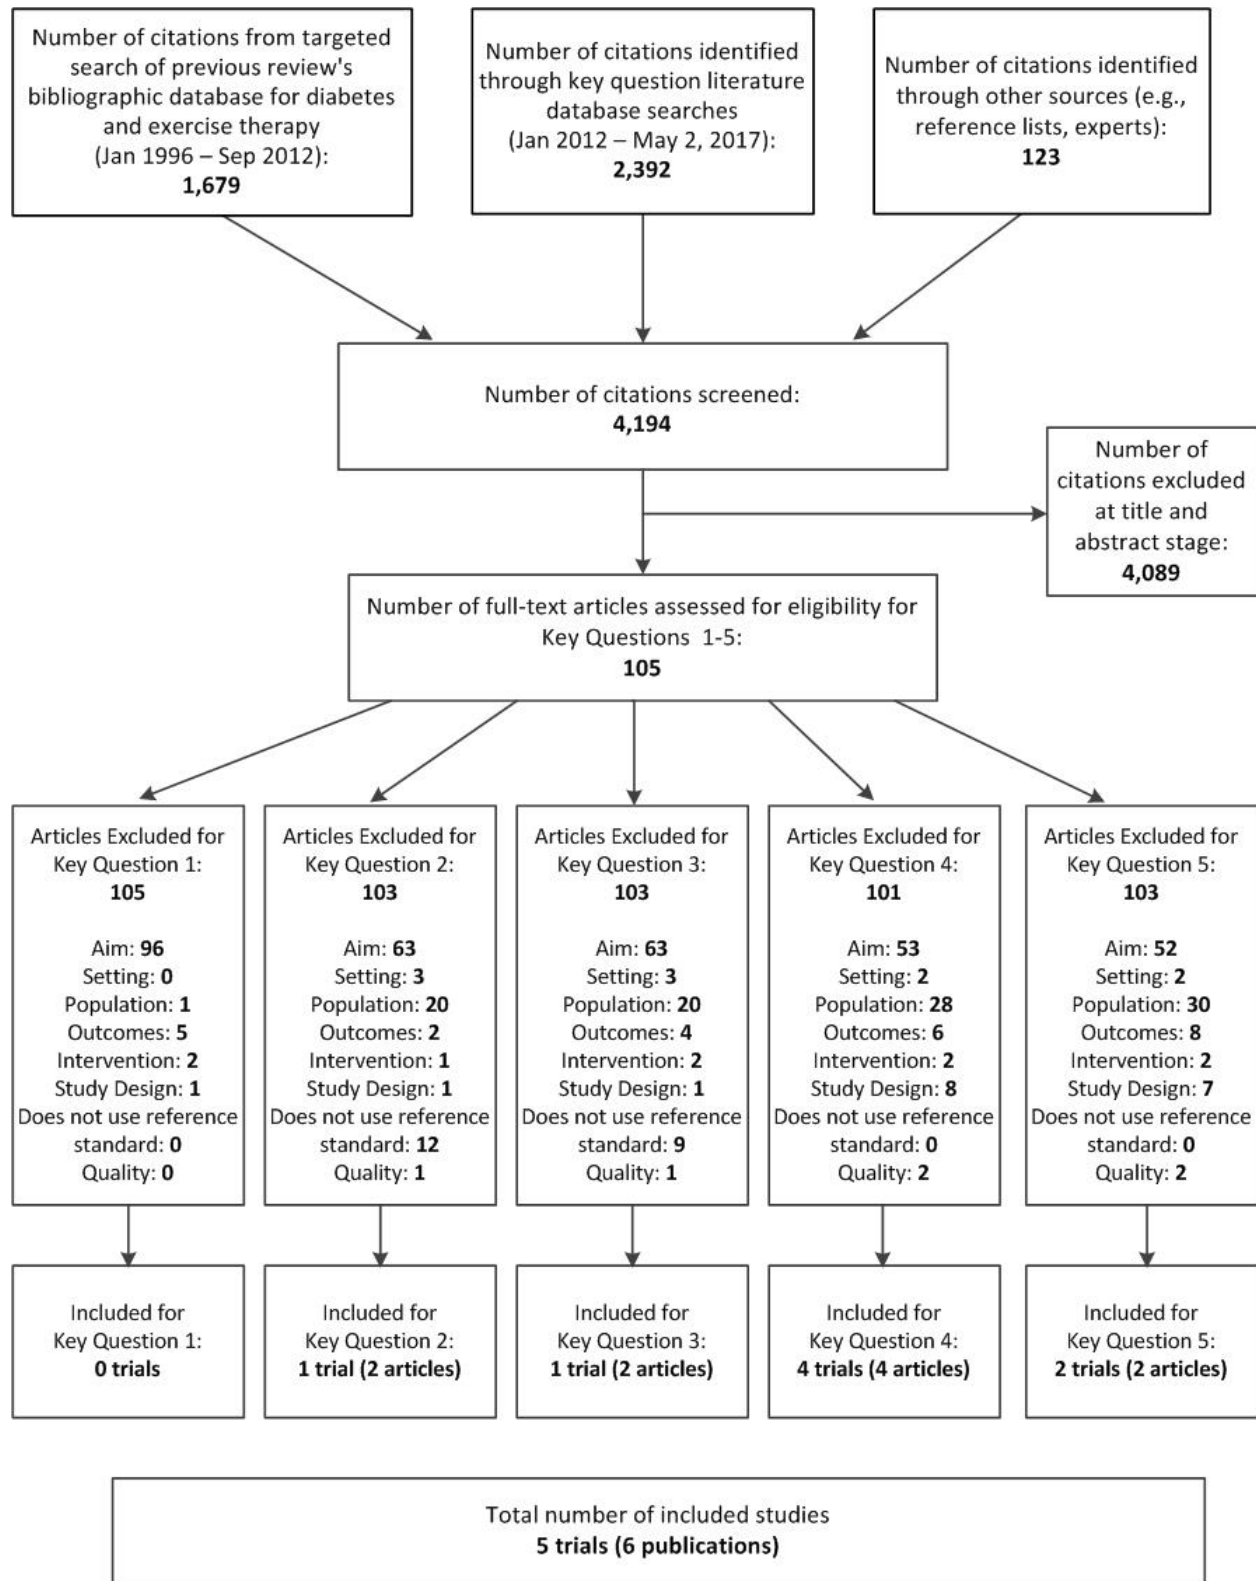 Number of citations from targeted
search of previous review's
bibliographic database for diabetes
and exercise therapy
(Jan 1996 – Sep 2012):
1,679
Number of citations identified
through key question literature
database searches
(Jan 2012 – May 2, 2017):
2,392
Number of citations identified
through other sources (e.g.,
reference lists, experts):
123
Number of citations screened:
4,194
Number of
citations excluded
at title and
abstract stage:
4,089
Number of full-text articles assessed for eligibility for
Key Questions 1-5:
105
Articles Excluded for
Key Question 1:
105
Aim: 96
Setting: 0
Population: 1
Outcomes: 5
Intervention: 2
Study Design: 1
Does not use reference
standard: 0
Quality: 0
Articles Excluded for
Key Question 2:
103
Aim: 63
Setting: 3
Population: 20
Outcomes: 2
Intervention: 1
Study Design: 1
Does not use reference
standard: 12
Quality: 1
Articles Excluded for
Key Question 3:
103
Aim: 63
Setting: 3
Population: 20
Outcomes: 4
Intervention: 2
Study Design: 1
Does not use reference
standard: 9
Quality: 1
Articles Excluded for
Key Question 4:
101
Aim: 53
Setting: 2
Population: 28
Outcomes: 6
Intervention: 2
Study Design: 8
Does not use reference
standard: 0
Quality: 2
Articles Excluded for
Key Question 5:
103
Aim: 52
Setting: 2
Population: 30
Outcomes: 8
Intervention: 2
Study Design: 7
Does not use reference
standard: 0
Quality: 2
Included for
Key Question 1:
0 trials
Included for
Key Question 2:
1 trial (2 articles)
Included for
Key Question 3:
1 trial (2 articles)
Included for
Key Question 4:
4 trials (4 articles)
Included for
Key Question 5:
2 trials (2 articles)
Total number of included studies
5 trials (6 publications)